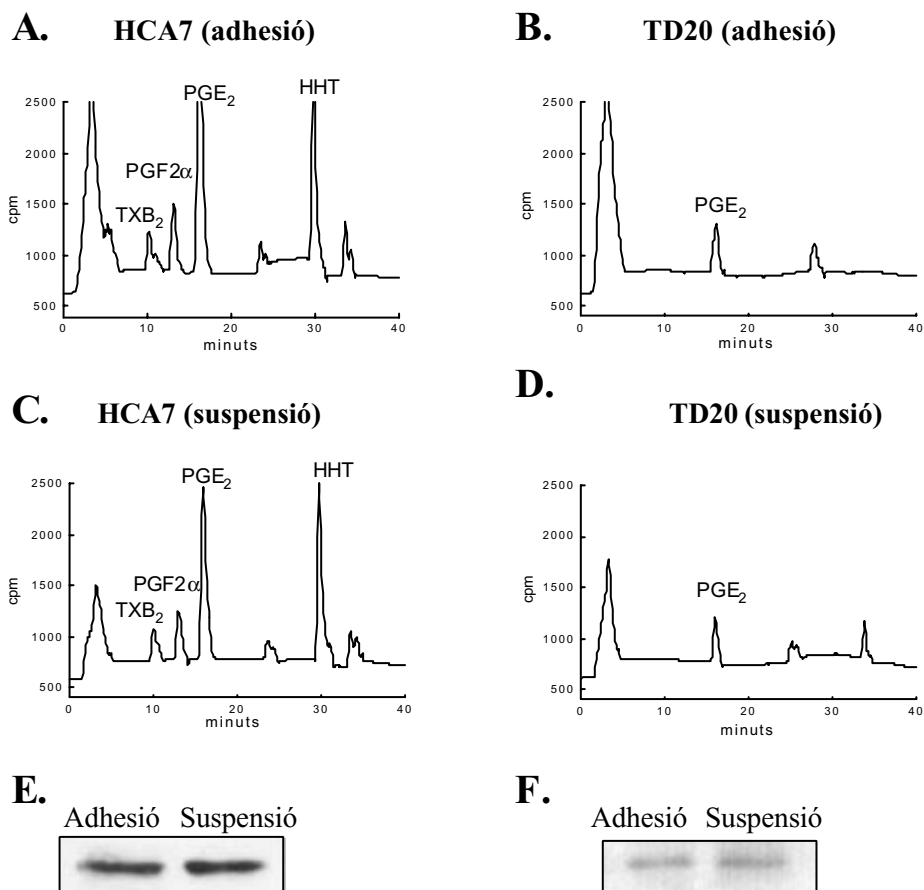 A. HCA7 (adhesió)
PGE2
HHT
PGF2α
TXB2
2500
2000
1500
1000
500
cpm
0 10 20 30 40
minuts
B. TD20 (adhesió)
PGE2
2500
2000
1500
1000
500
cpm
0 10 20 30 40
minuts
C. HCA7 (suspensió)
PGE2
HHT
PGF2α
TXB2
2500
2000
1500
1000
500
cpm
0 10 20 30 40
minuts
D. TD20 (suspensió)
PGE2
2500
2000
1500
1000
500
cpm
0 10 20 30 40
minuts
E.
Adhesió Suspensió
F.
Adhesió Suspensió